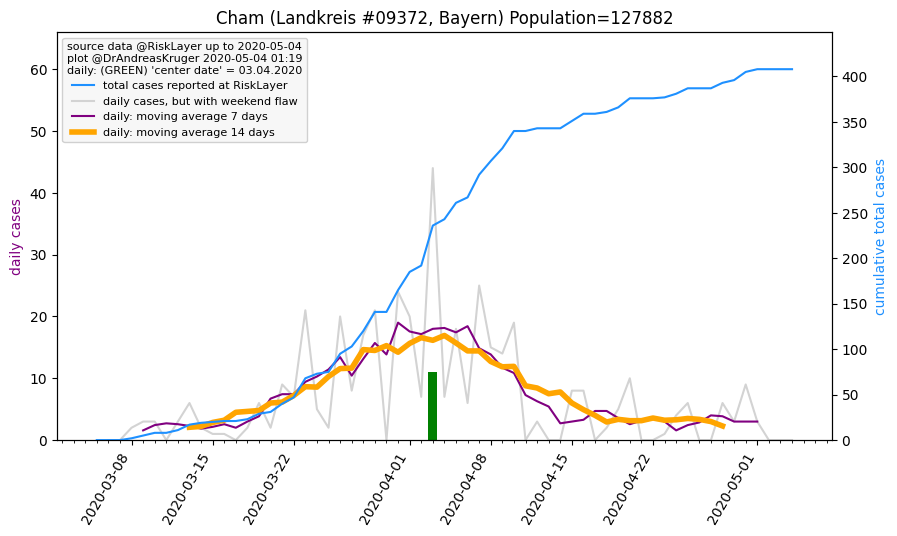 Cham (Landkreis #09372, Bayern) Population=127882
source data @RiskLayer up to 2020-05-04
plot @DrAndreasKruger 2020-05-04 01:19
daily: (GREEN) 'center date' = 03.04.2020
total cases reported at RiskLayer
daily cases, but with weekend flaw
daily: moving average 7 days
daily: moving average 14 days
daily cases
60
50
40
30
20
10
0
cumulative total cases
400
350
300
250
200
150
100
50
0
2020-03-08
2020-03-15
2020-03-22
2020-04-01
2020-04-08
2020-04-15
2020-04-22
2020-05-01